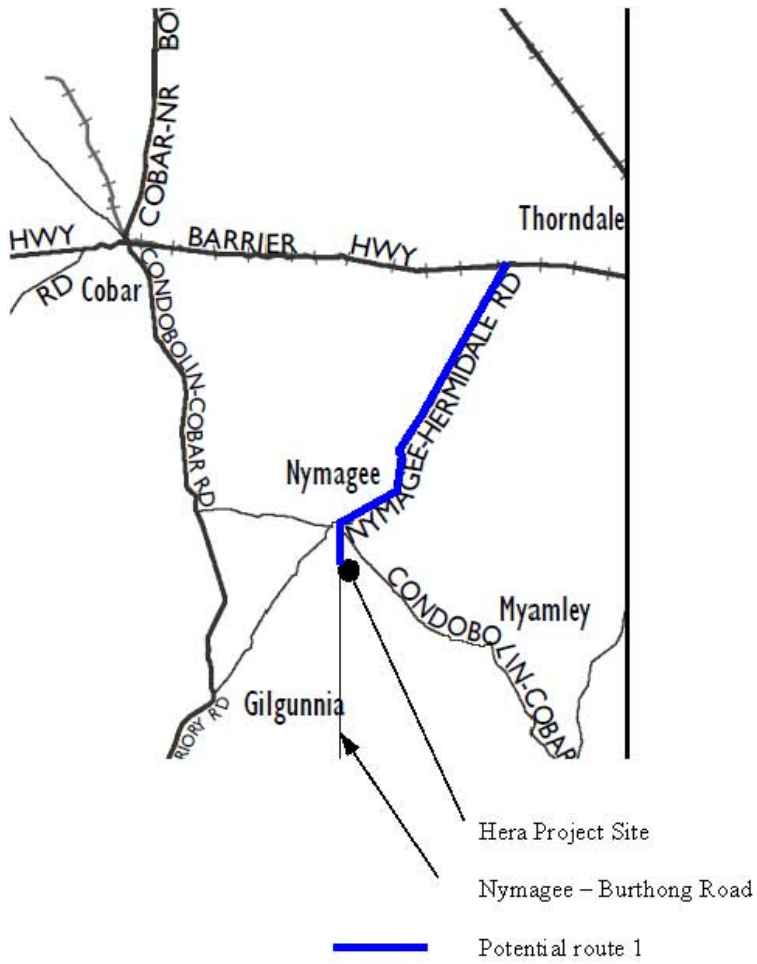 BO
COBAR-NR
Thorndale
HWY
BARRIER
HWY
RD
Cobar
CONDOBOLIN-COBAR RD
NYMAGEE-HERMIDALE RD
Nymagee
CONDOBOLIN-COBAR
Myamley
Gilgunnia
RIORY RD
Hera Project Site
Nymagee – Burthong Road
Potential route 1